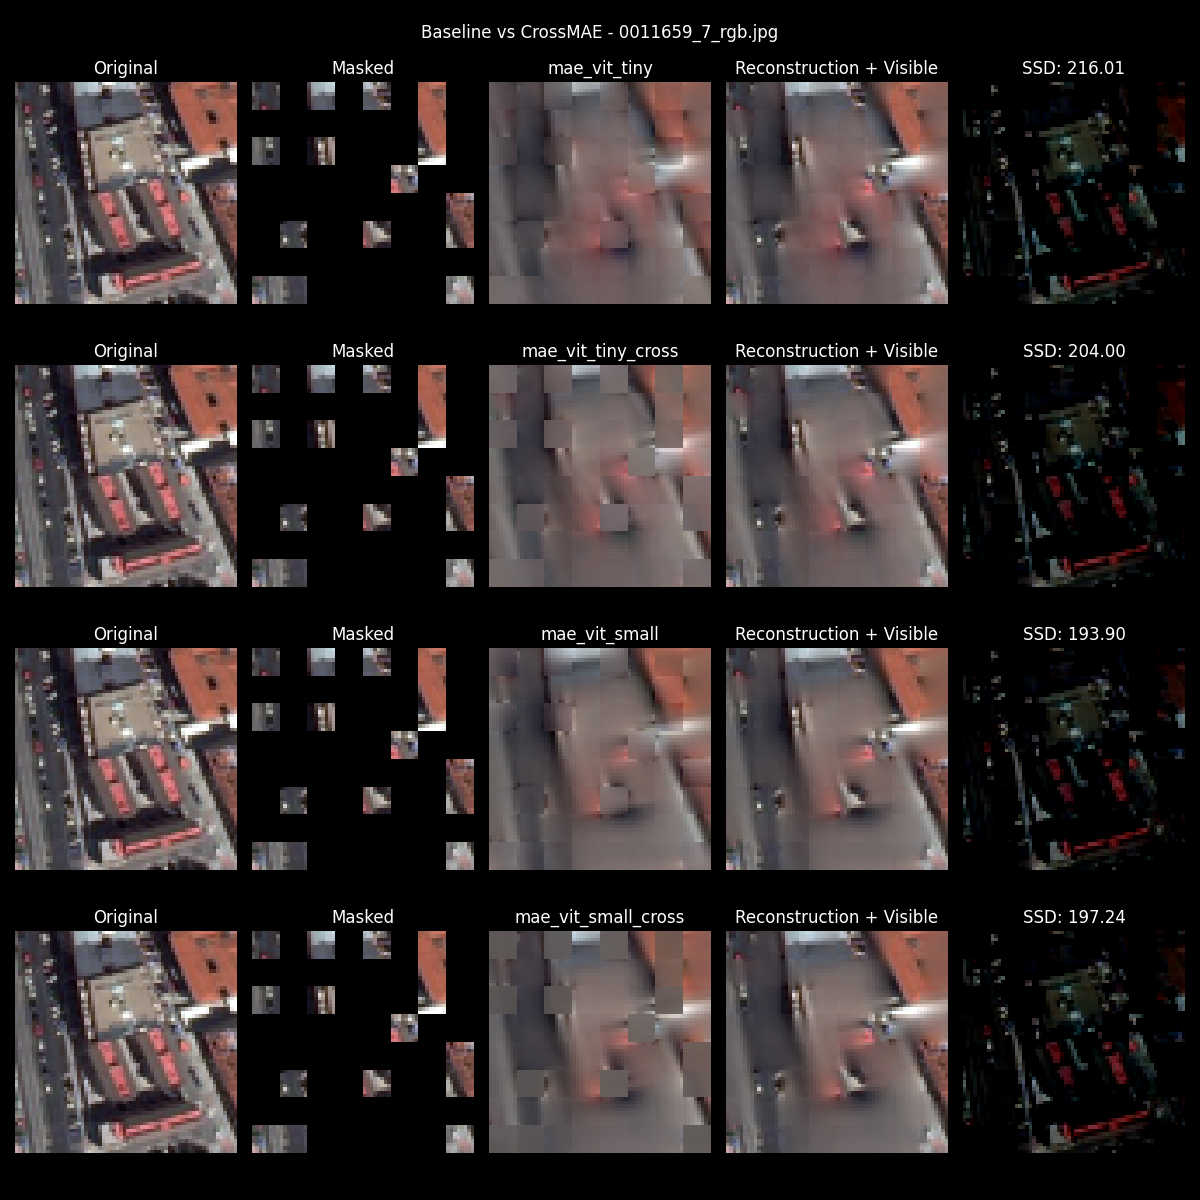 Baseline vs CrossMAE - 0011659_7_rgb.jpg
Original Masked mae_vit_tiny Reconstruction + Visible SSD: 216.01
Original Masked mae_vit_tiny_cross Reconstruction + Visible SSD: 204.00
Original Masked mae_vit_small Reconstruction + Visible SSD: 193.90
Original Masked mae_vit_small_cross Reconstruction + Visible SSD: 197.24